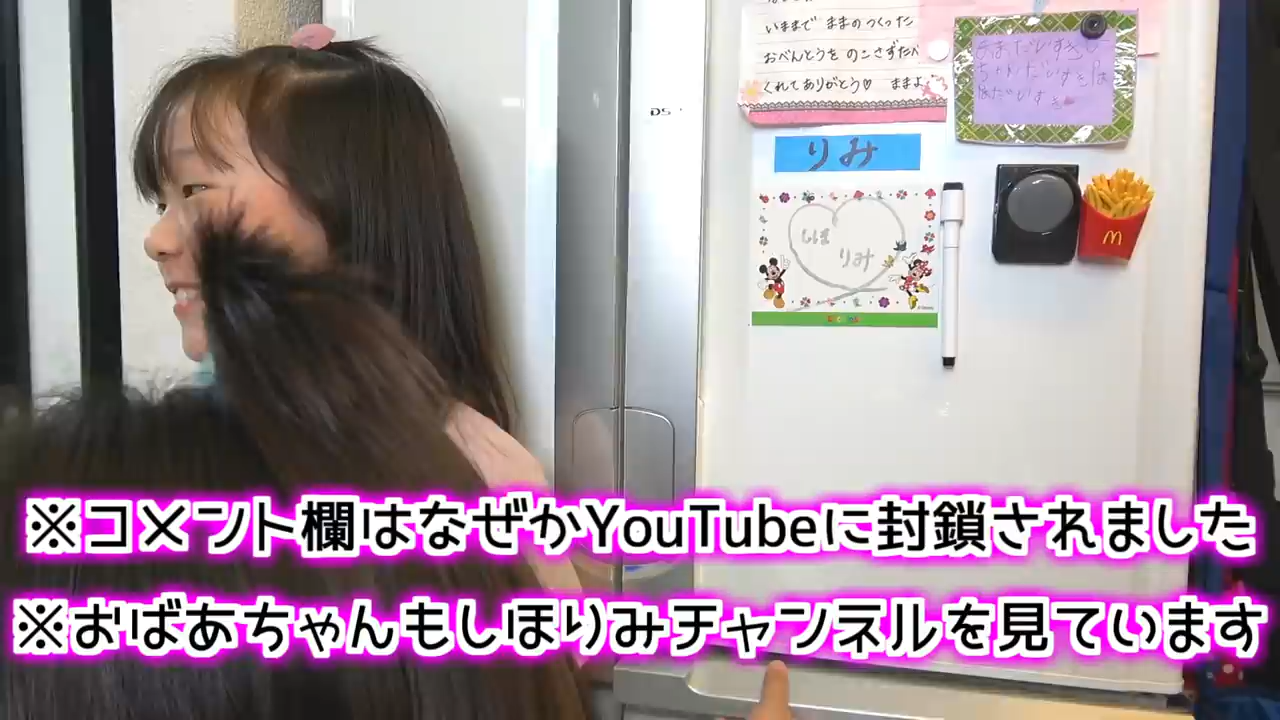 いままで ままの つくった
おべんとうを のこさずたべ
くれてありがとう♡ ままよ
りみ
しほ
りみ
DS
M
※コメント欄はなぜかYouTubeに封鎖されました
※おばあちゃんもしほりみチャンネルを見ています